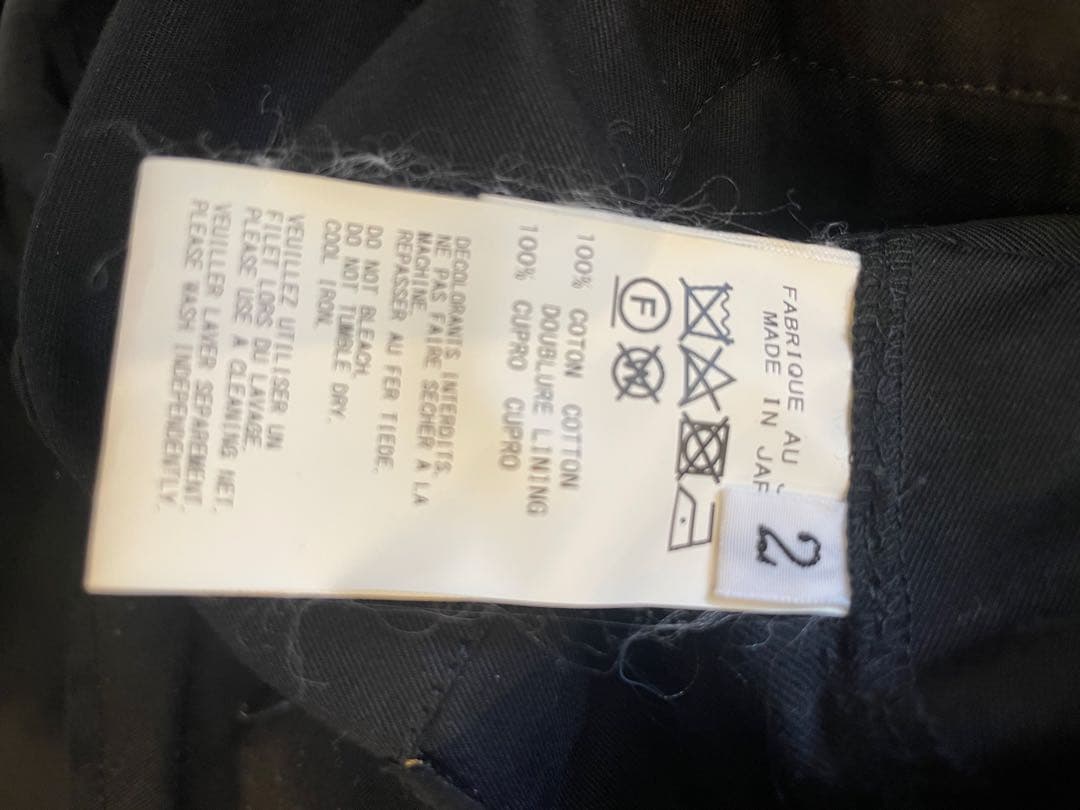 FABRIQUE AU
MADE IN
2
F
W
100% COTON COTTON
DOUBLURE LINING
100% CUPRO CUPRO
DECOLORANTS INTERDITS.
NE PAS FAIRE SECHER A LA
MACHINE.
REPASSER AU FER TIEDE.
DO NOT BLEACH.
DO NOT TUMBLE DRY.
COOL IRON.
VEUILLEZ UTILISER UN
FILET LORS DU LAVAGE.
PLEASE USE A CLEANING NET.
VEUILLER LAVER SEPAREMENT.
PLEASE WASH INDEPENDENTLY.